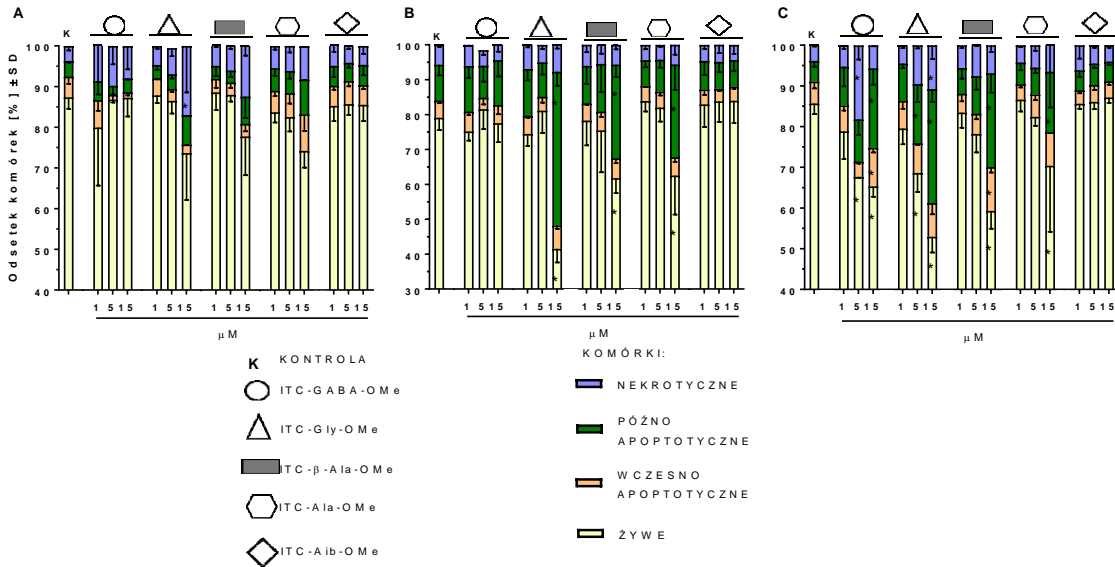 A
B
C
Odsetek komórek [%] ± SD
K
K
K
100
90
80
70
60
50
40
100
90
80
70
60
50
40
30
100
90
80
70
60
50
40
1 5 15 1 5 15 1 5 15 1 5 15 1 5 15
1 5 15 1 5 15 1 5 15 1 5 15 1 5 15
1 5 15 1 5 15 1 5 15 1 5 15 1 5 15
µM
µM
µM
K KONTROLA
ITC-GABA-OMe
ITC-Gly-OMe
ITC-β-Ala-OMe
ITC-Ala-OMe
ITC-Aib-OMe
KOMÓRKI:
NEKROTYCZNE
PÓŹNO
APOPTOTYCZNE
WCZESNO
APOPTOTYCZNE
ŻYWE